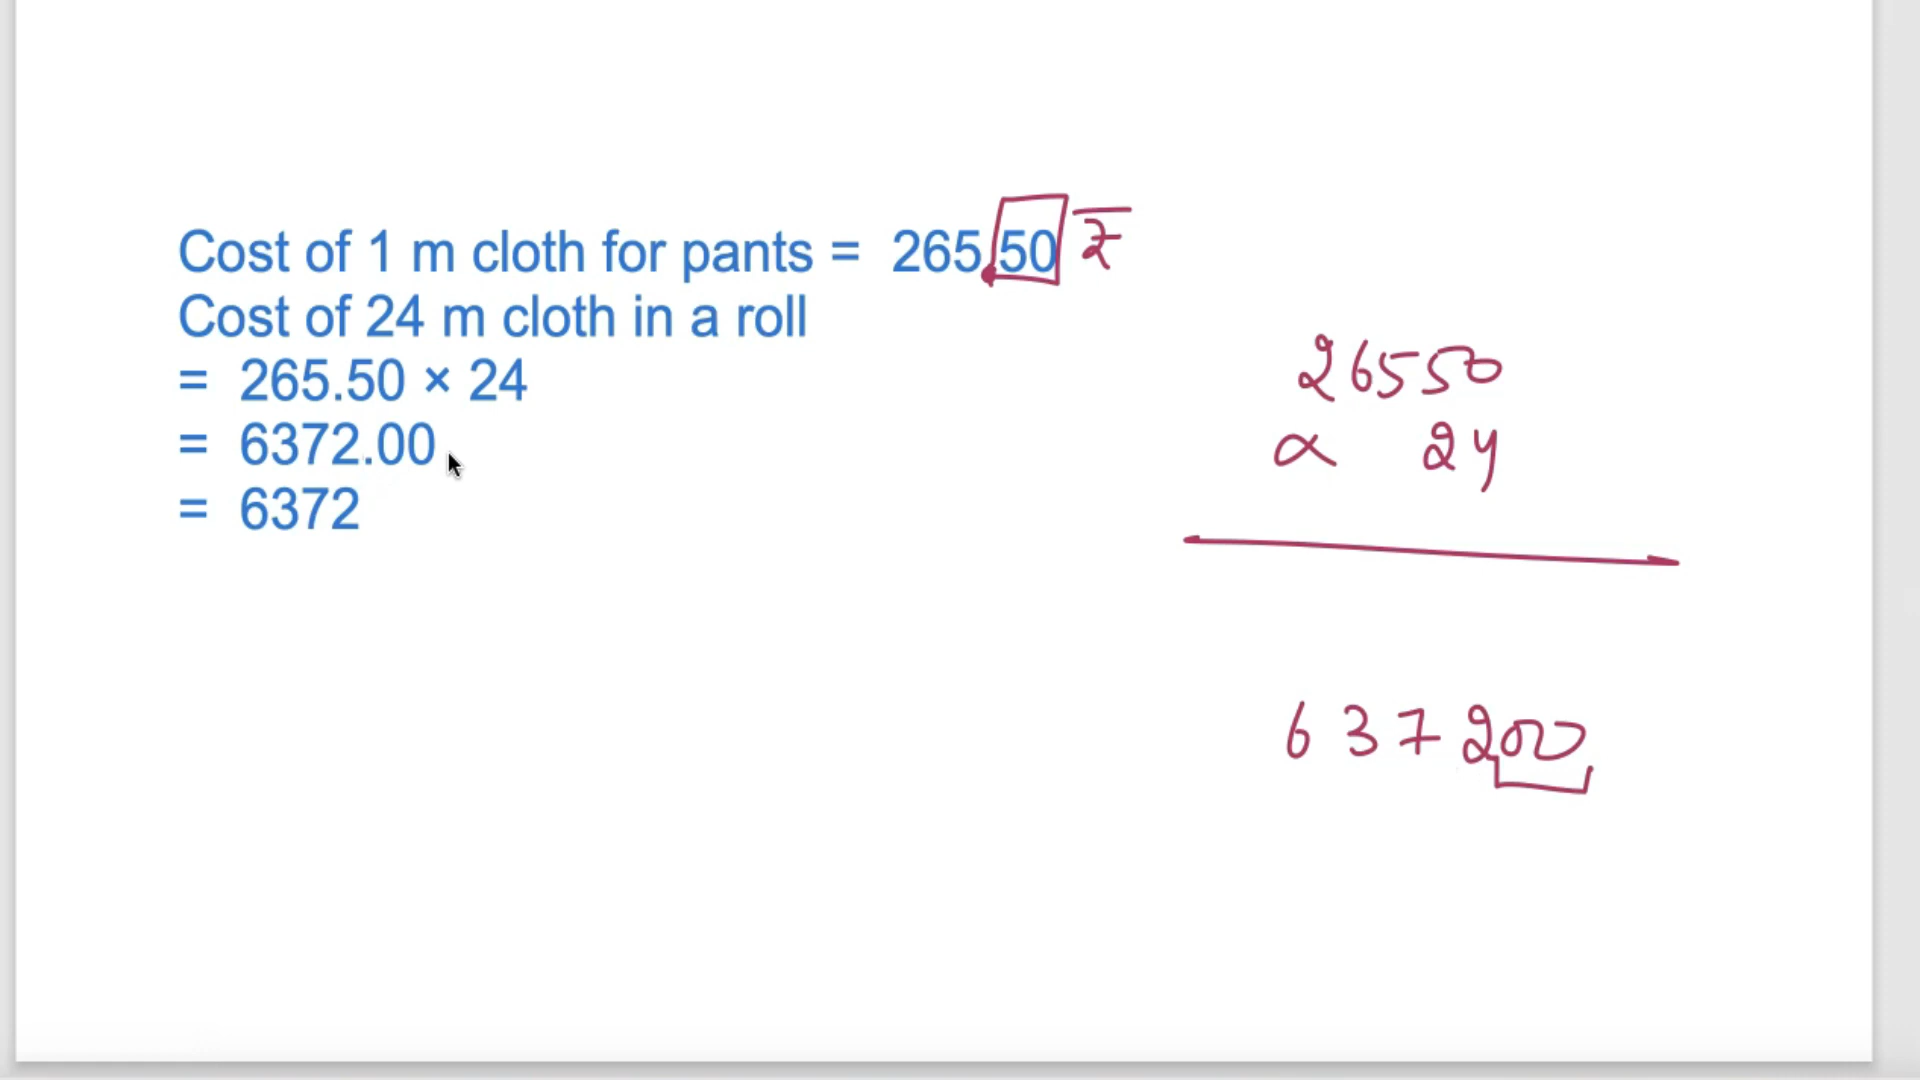 Cost of 1 m cloth for pants = 265.50 ₹
Cost of 24 m cloth in a roll
= 265.50 × 24
= 6372.00
= 6372
26550
× 24
637200